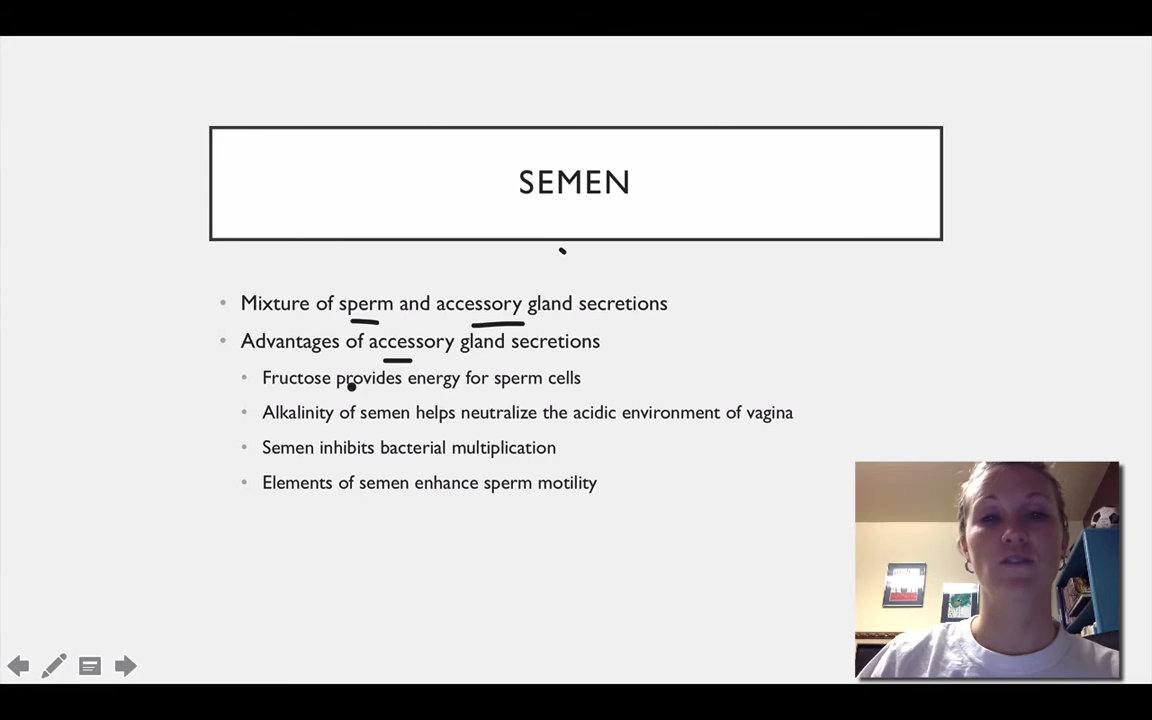 SEMEN
Mixture of sperm and accessory gland secretions
Advantages of accessory gland secretions
Fructose provides energy for sperm cells
Alkalinity of semen helps neutralize the acidic environment of vagina
Semen inhibits bacterial multiplication
Elements of semen enhance sperm motility